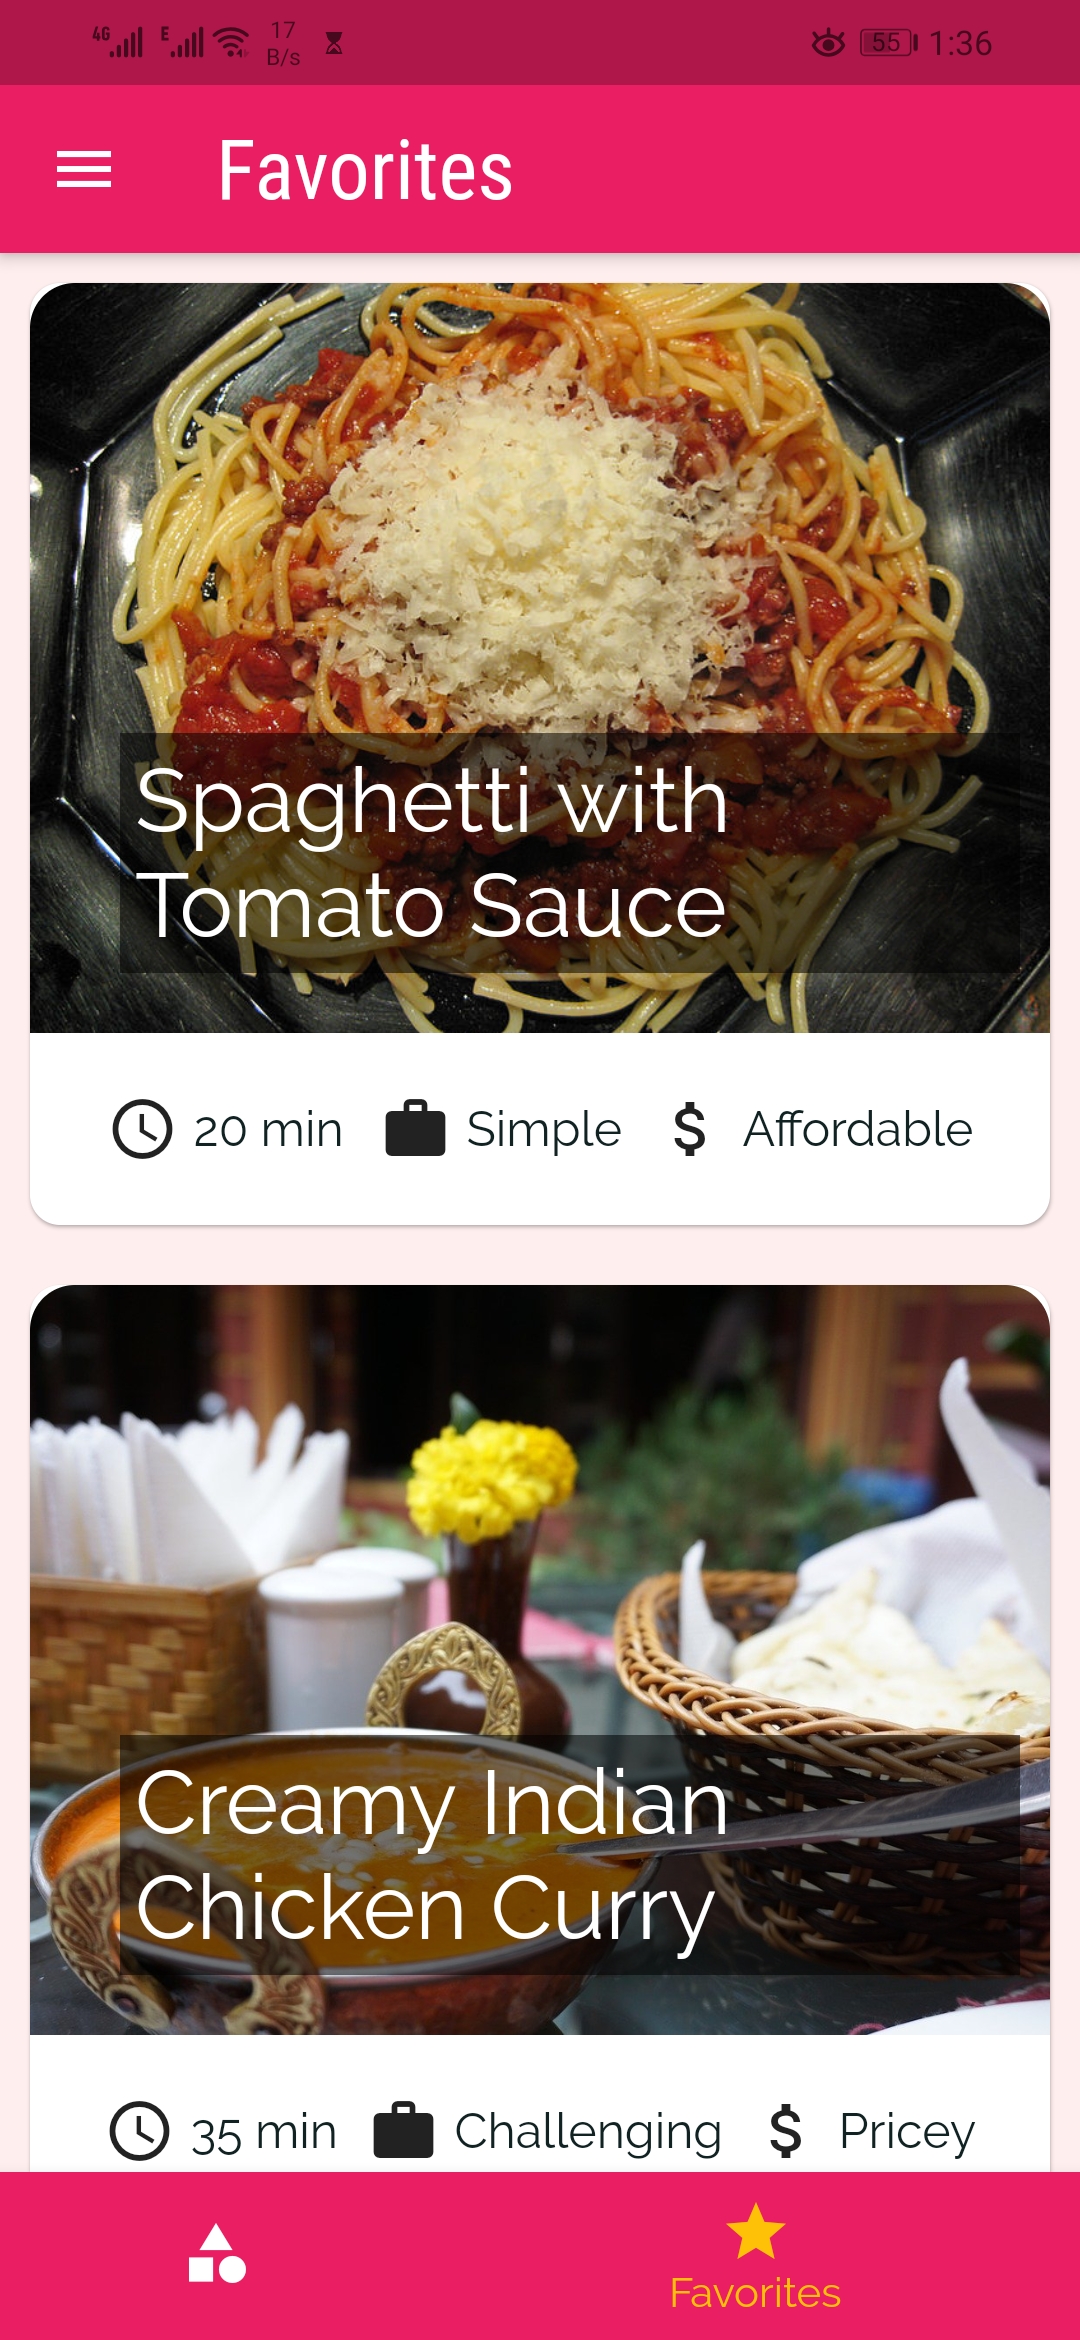 4G E 17 B/s 55 1:36
Favorites
Spaghetti with
Tomato Sauce
20 min Simple $ Affordable
Creamy Indian
Chicken Curry
35 min Challenging $ Pricey
Favorites